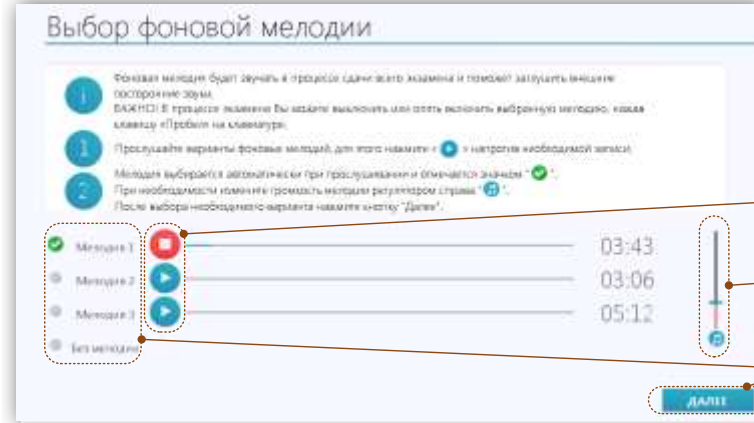 Выбор фоновой мелодии
i
Фоновая мелодия будет звучать в процессе сдачи всего экзамена и поможет заглушить внешние
посторонние звуки.
ВАЖНО! В процессе экзамена Вы можете выключить или опять включить выбранную мелодию, нажав
клавишу «Пробел» на клавиатуре.
1
Прослушайте варианты фоновых мелодий, для этого нажмите « » напротив необходимой записи.
2
Мелодия выбирается автоматически при прослушивании и отмечается значком " ".
При необходимости измените громкость мелодии регулятором справа " ".
После выбора необходимого варианта нажмите кнопку "Далее".
Мелодия 1 03:43
Мелодия 2 03:06
Мелодия 3 05:12
Без мелодии
ДАЛЕЕ